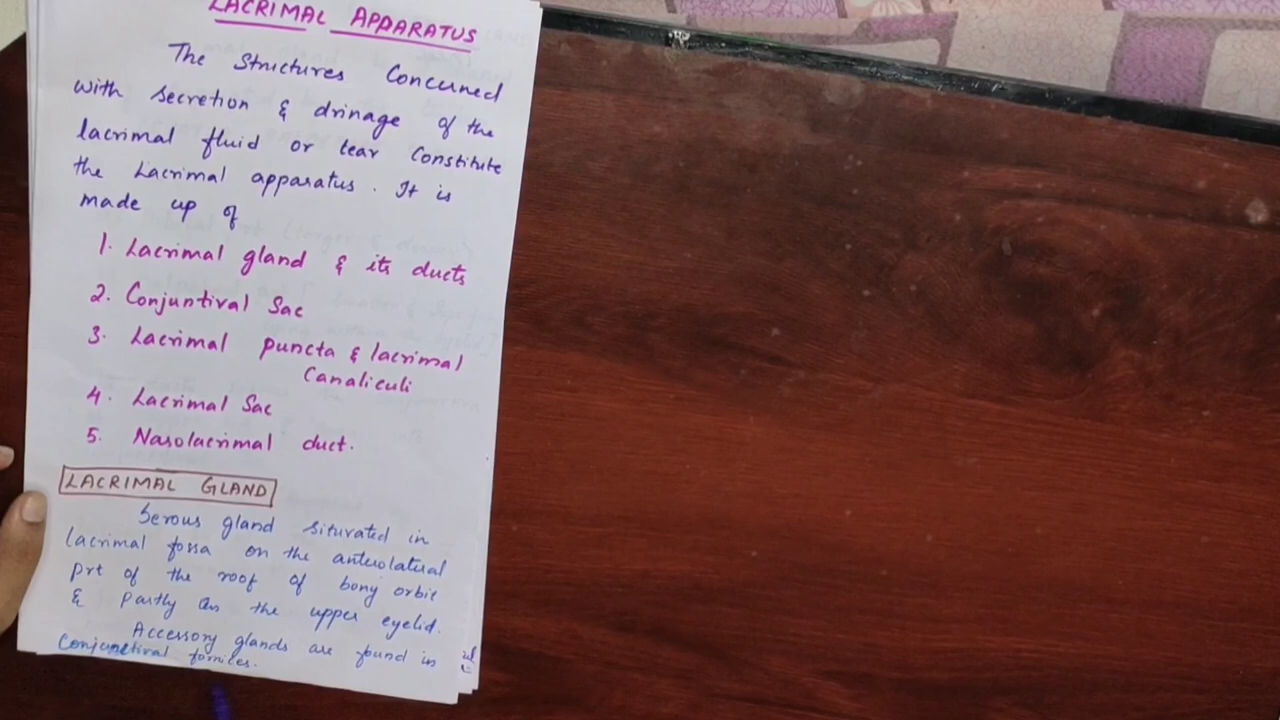 LACRIMAL APPARATUS
The Structures Concerned
with secretion & drinage of the
lacrimal fluid or tear constitute
the Lacrimal apparatus. It is
made up of
1. Lacrimal gland & its ducts
2. Conjuntival Sac
3. Lacrimal puncta & lacrimal
Canaliculi
4. Lacrimal Sac
5. Nasolacrimal duct.
LACRIMAL GLAND
Serous gland siturated in
lacrimal fossa on the anterolatural
prt of the roof of bony orbit
& partly on the upper eyelid.
Accessory glands are found in
Conjunctival fornices.